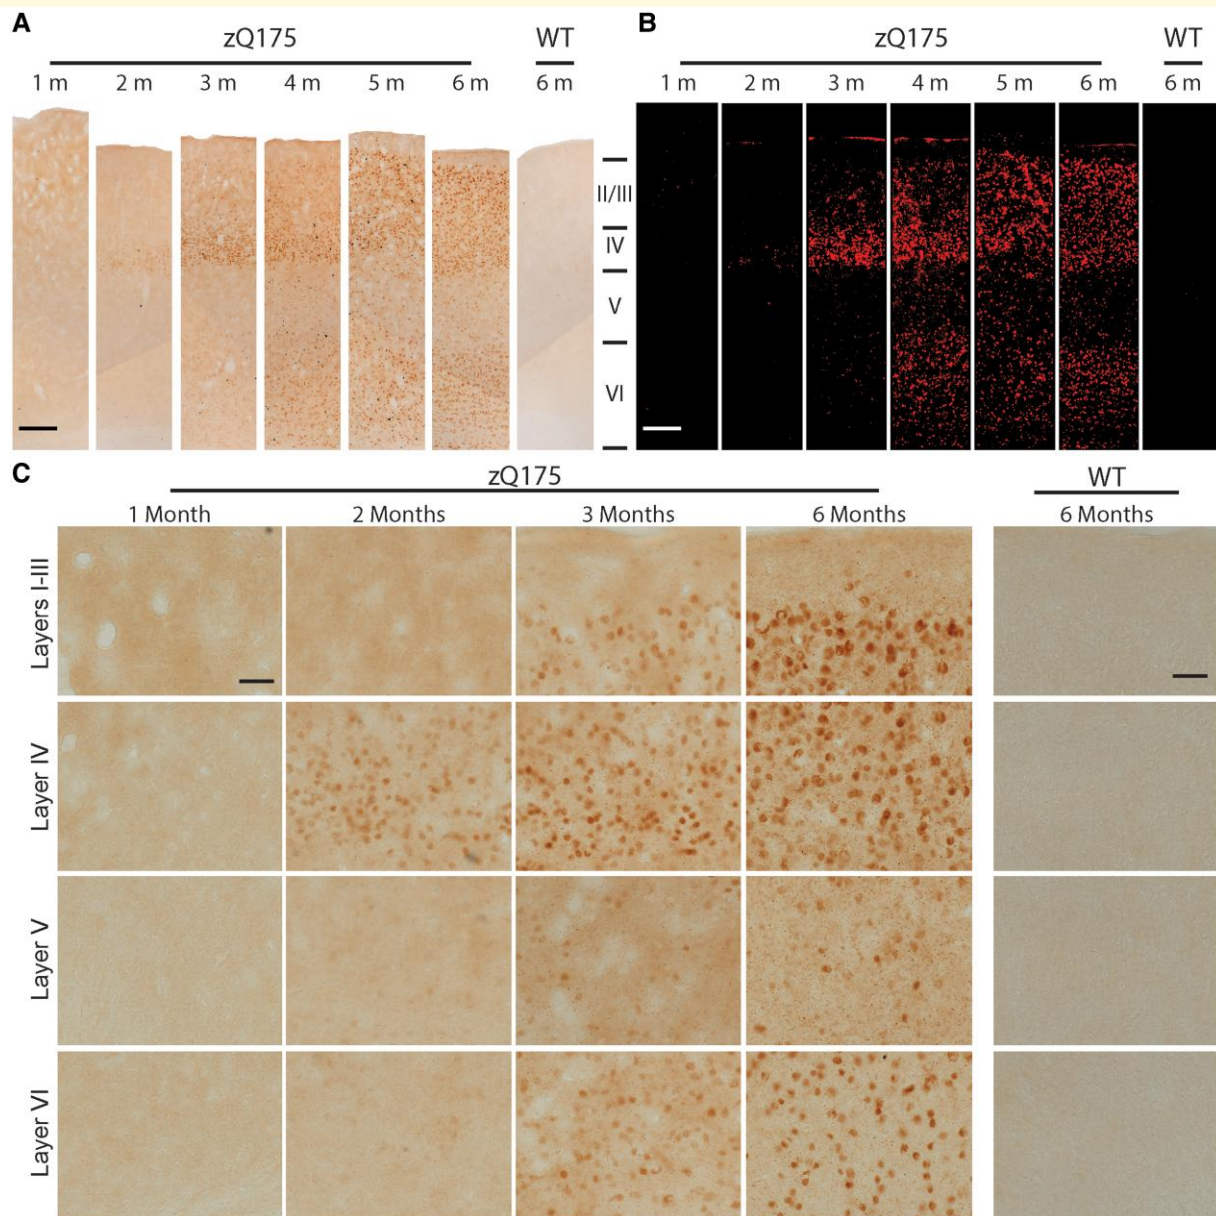 A
zQ175
WT
1 m
2 m
3 m
4 m
5 m
6 m
6 m
II/III
IV
V
VI
B
zQ175
WT
1 m
2 m
3 m
4 m
5 m
6 m
6 m
C
zQ175
WT
1 Month
2 Months
3 Months
6 Months
6 Months
Layers I-III
Layer IV
Layer V
Layer VI